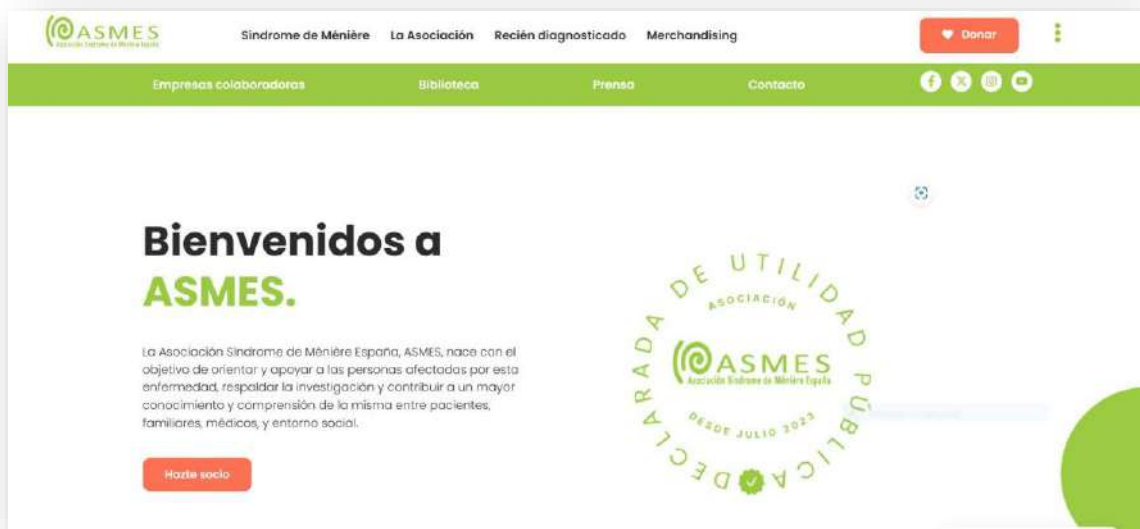 ASMES
Asociación Síndrome de Ménière España
Síndrome de Ménière
La Asociación
Recién diagnosticado
Merchandising
Donar
Empresas colaboradoras
Biblioteca
Prensa
Contacto
Bienvenidos a
ASMES.
La Asociación Síndrome de Ménière España, ASMES, nace con el
objetivo de orientar y apoyar a las personas afectadas por esta
enfermedad, respaldar la investigación y contribuir a un mayor
conocimiento y comprensión de la misma entre pacientes,
familiares, médicos, y entorno social.
Hazte socio
DECLARADA DE UTILIDAD PÚBLICA
ASOCIACIÓN
ASMES
Asociación Síndrome de Ménière España
DESDE JULIO 2023